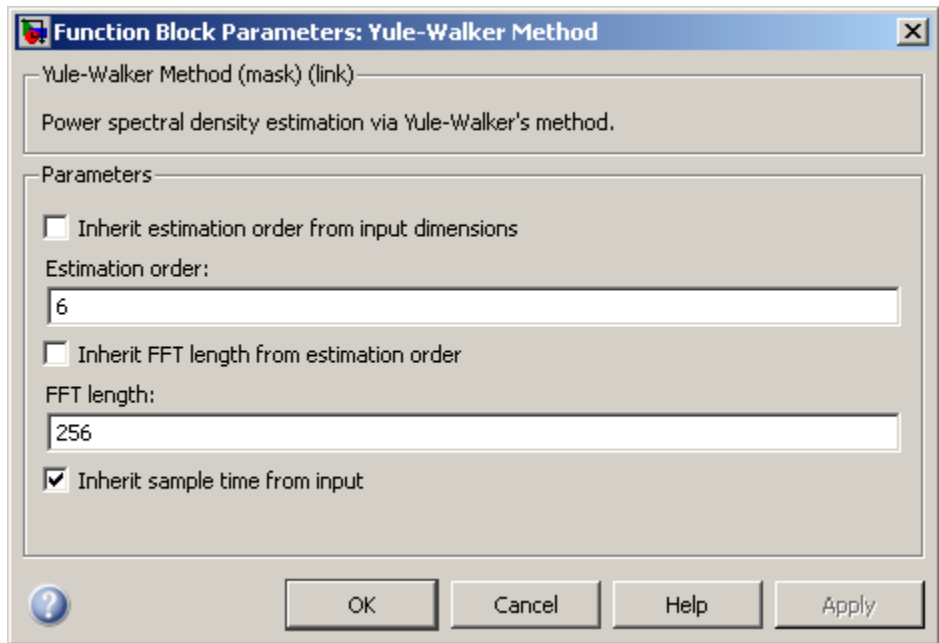 Function Block Parameters: Yule-Walker Method
Yule-Walker Method (mask) (link)
Power spectral density estimation via Yule-Walker's method.
Parameters
Inherit estimation order from input dimensions
Estimation order:
6
Inherit FFT length from estimation order
FFT length:
256
Inherit sample time from input
OK Cancel Help Apply